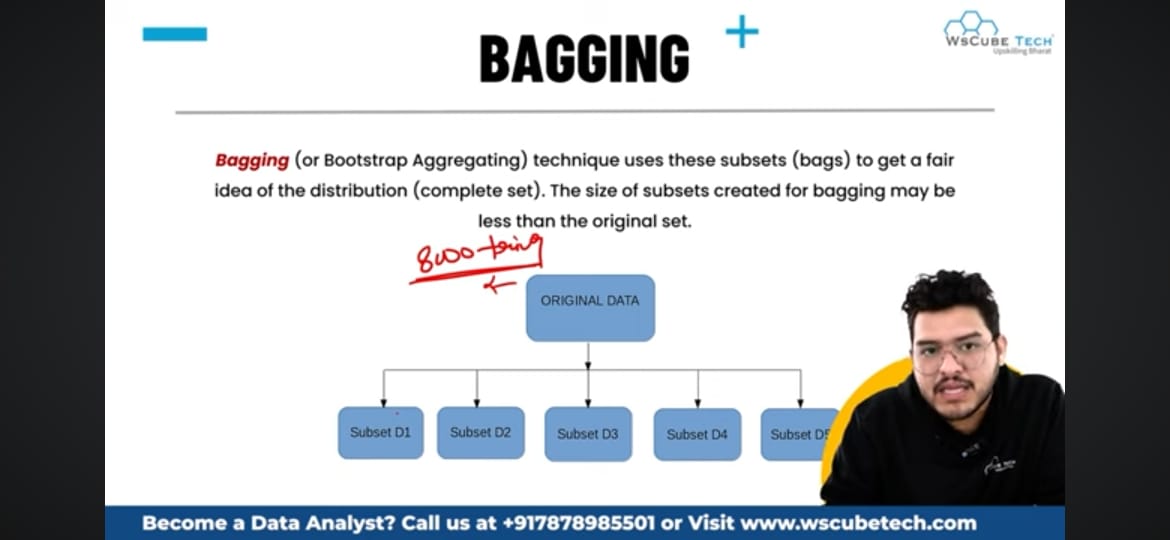 BAGGING
WsCube Tech
Upskilling Bharat
Bagging (or Bootstrap Aggregating) technique uses these subsets (bags) to get a fair
idea of the distribution (complete set). The size of subsets created for bagging may be
less than the original set.
ORIGINAL DATA
Subset D1
Subset D2
Subset D3
Subset D4
Subset D5
Become a Data Analyst? Call us at +917878985501 or Visit www.wscubetech.com